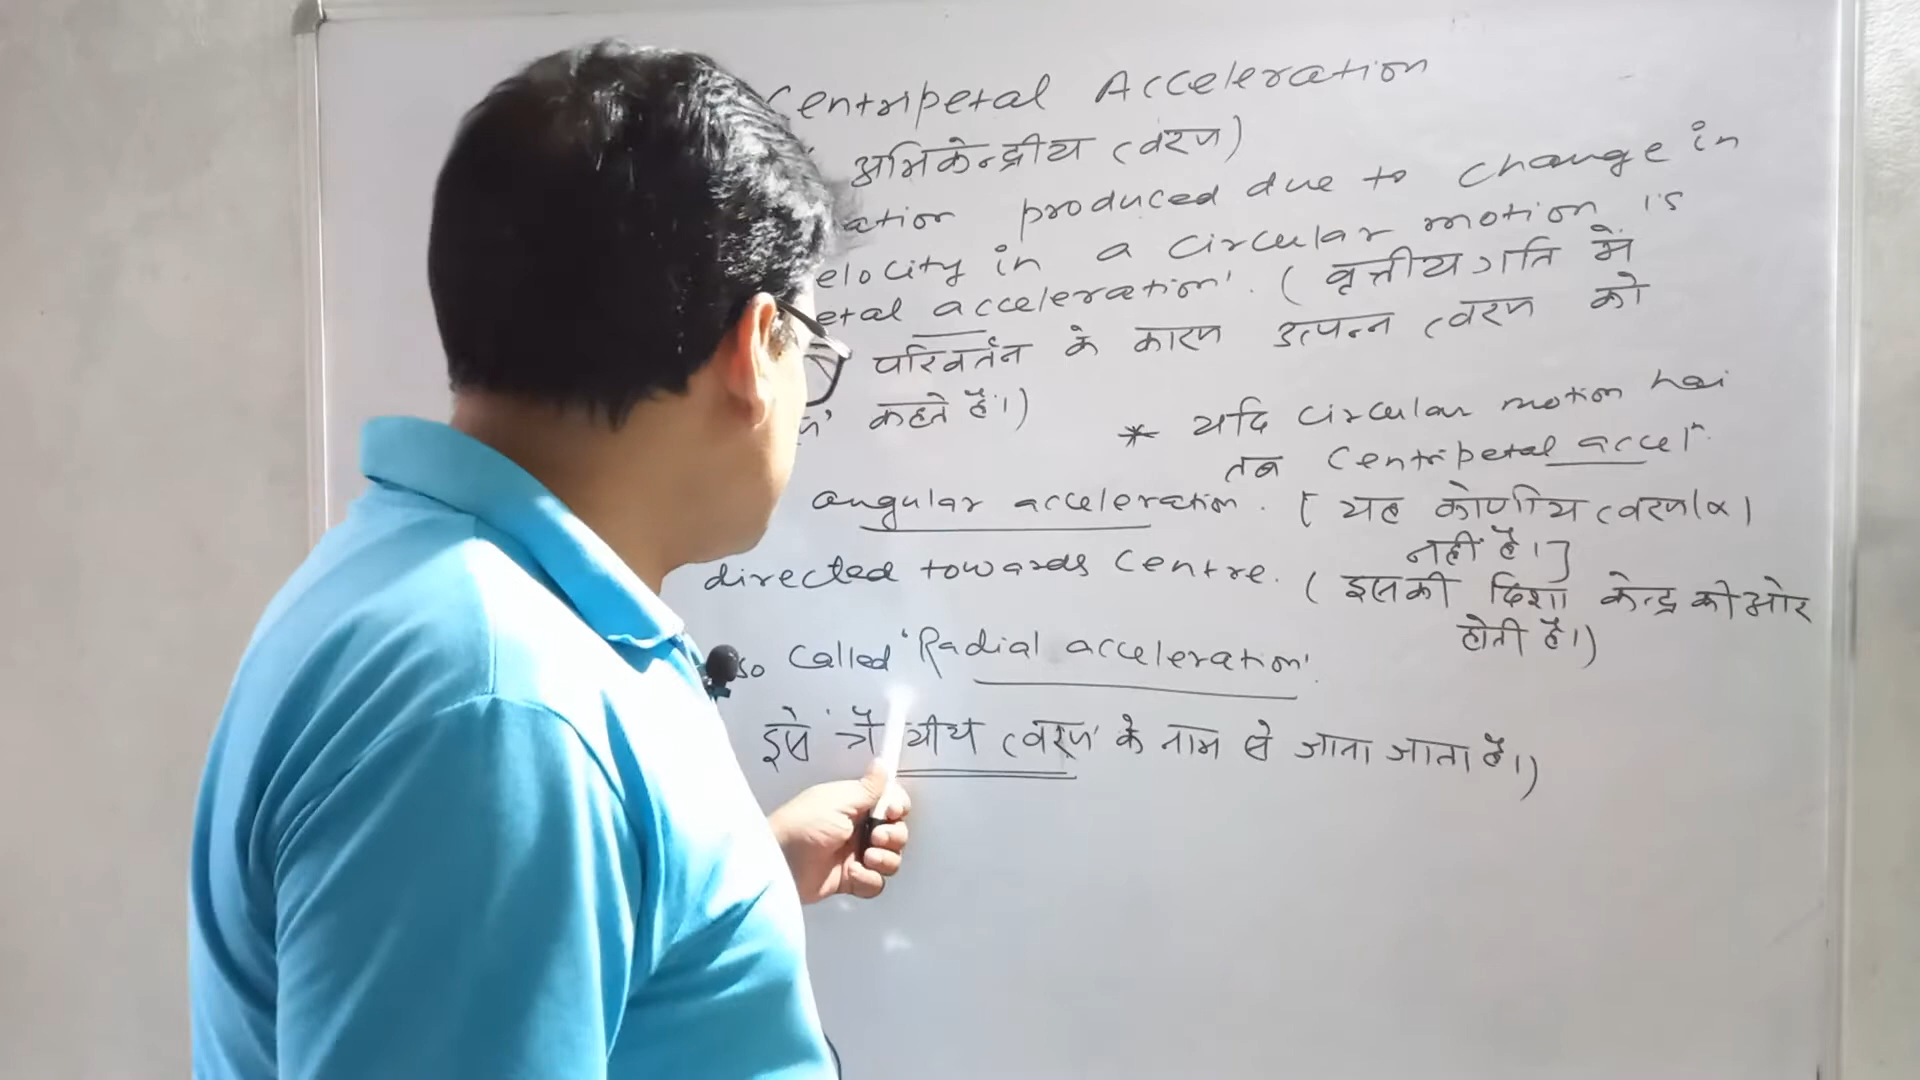 Centripetal Acceleration
अभिकेन्द्रीय त्वरण)
ation produced due to change in
elocity in a circular motion is
etal acceleration'. ( वृत्तीय गति में
परिवर्तन के कारण उत्पन्न त्वरण को
ण' कहते हैं।)
* यदि circular motion hai
तब Centripetal accelⁿ.
angular acceleration. [ यह कोणीय त्वरण(α)
नहीं है।]
directed towards Centre. ( इसकी दिशा केन्द्र की ओर
होती है।)
so called 'Radial acceleration'.
इसे 'त्रै यीय त्वरण' के नाम से जाना जाता है।)